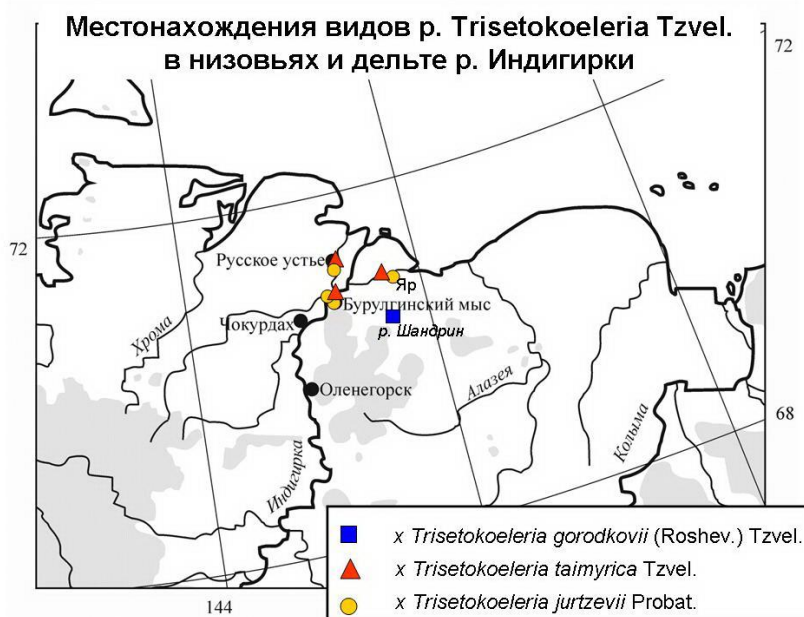 Местонахождения видов р. Trisetokoeleria Tzvel.
в низовьях и дельте р. Индигирки
72
72
Русское устье
Яр
Бурулгинский мыс
Чокурдах
р. Шандрин
Хрома
Оленегорск
Алазея
68
Колыма
Индигирка
x Trisetokoeleria gorodkovii (Roshev.) Tzvel.
x Trisetokoeleria taimyrica Tzvel.
x Trisetokoeleria jurtzevii Probat.
144